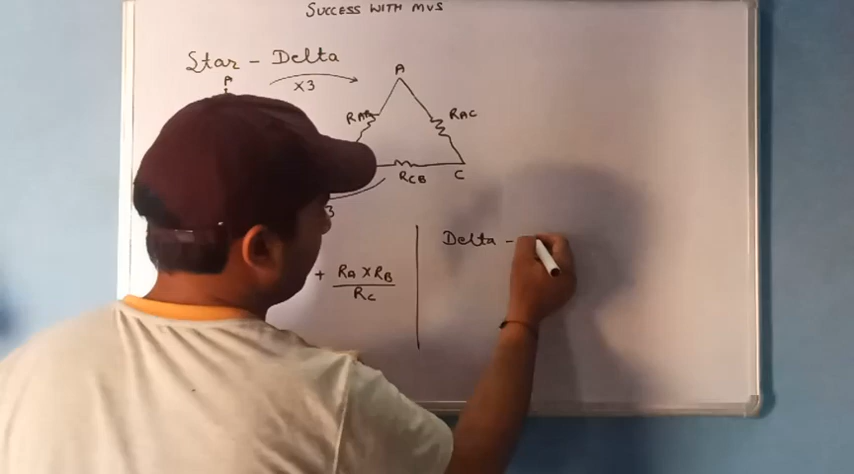 SUCCESS WITH MVS
Star - Delta
A
×3
A
RAB
RAC
RCB
C
3
Delta -
+ RA × RB
RC